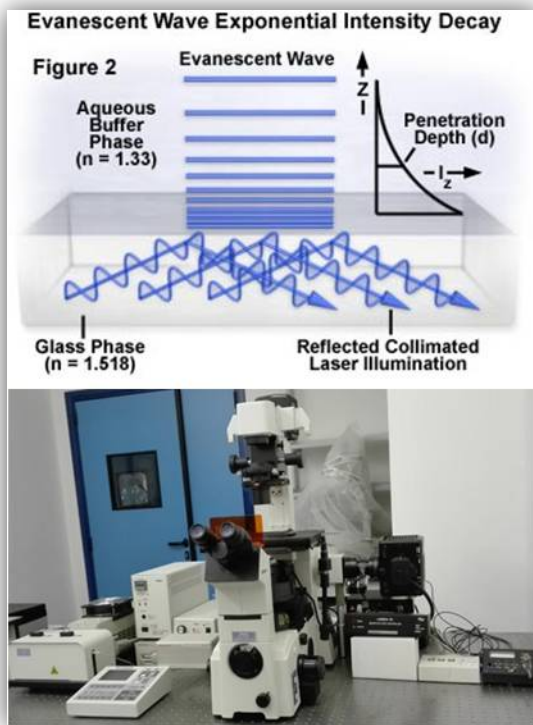 Evanescent Wave Exponential Intensity Decay
Figure 2
Evanescent Wave
Aqueous
Buffer
Phase
(n = 1.33)
Z
Penetration
Depth (d)
I
z
Glass Phase
(n = 1.518)
Reflected Collimated
Laser Illumination